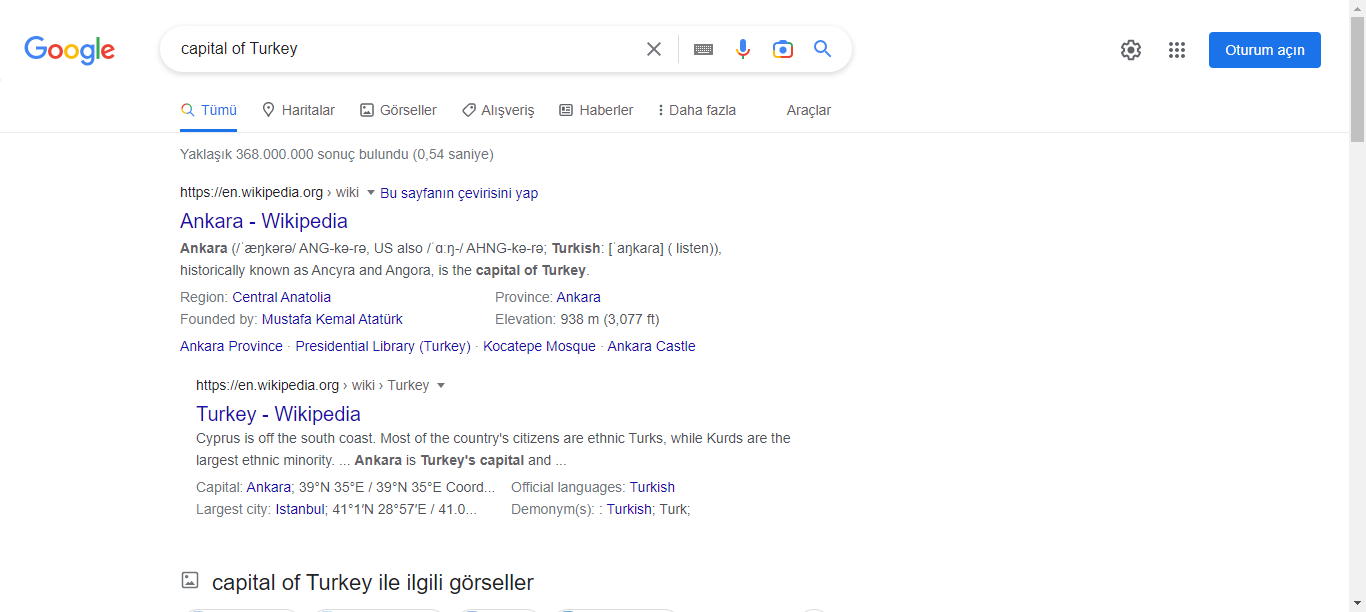 Google
capital of Turkey
Oturum açın
Tümü Haritalar Görseller Alışveriş Haberler Daha fazla Araçlar
Yaklaşık 368.000.000 sonuç bulundu (0,54 saniye)
https://en.wikipedia.org › wiki Bu sayfanın çevirisini yap
Ankara - Wikipedia
Ankara (/ˈæŋkərə/ ANG-kə-rə, US also /ˈɑːŋ-/ AHNG-kə-rə; Turkish: [ˈaŋkaɾa] ( listen)),
historically known as Ancyra and Angora, is the capital of Turkey.
Region: Central Anatolia Province: Ankara
Founded by: Mustafa Kemal Atatürk Elevation: 938 m (3,077 ft)
Ankara Province · Presidential Library (Turkey) · Kocatepe Mosque · Ankara Castle
https://en.wikipedia.org › wiki › Turkey
Turkey - Wikipedia
Cyprus is off the south coast. Most of the country's citizens are ethnic Turks, while Kurds are the
largest ethnic minority. ... Ankara is Turkey's capital and ...
Capital: Ankara; 39°N 35°E / 39°N 35°E Coord... Official languages: Turkish
Largest city: Istanbul; 41°1′N 28°57′E / 41.0... Demonym(s): : Turkish; Turk;
capital of Turkey ile ilgili görseller